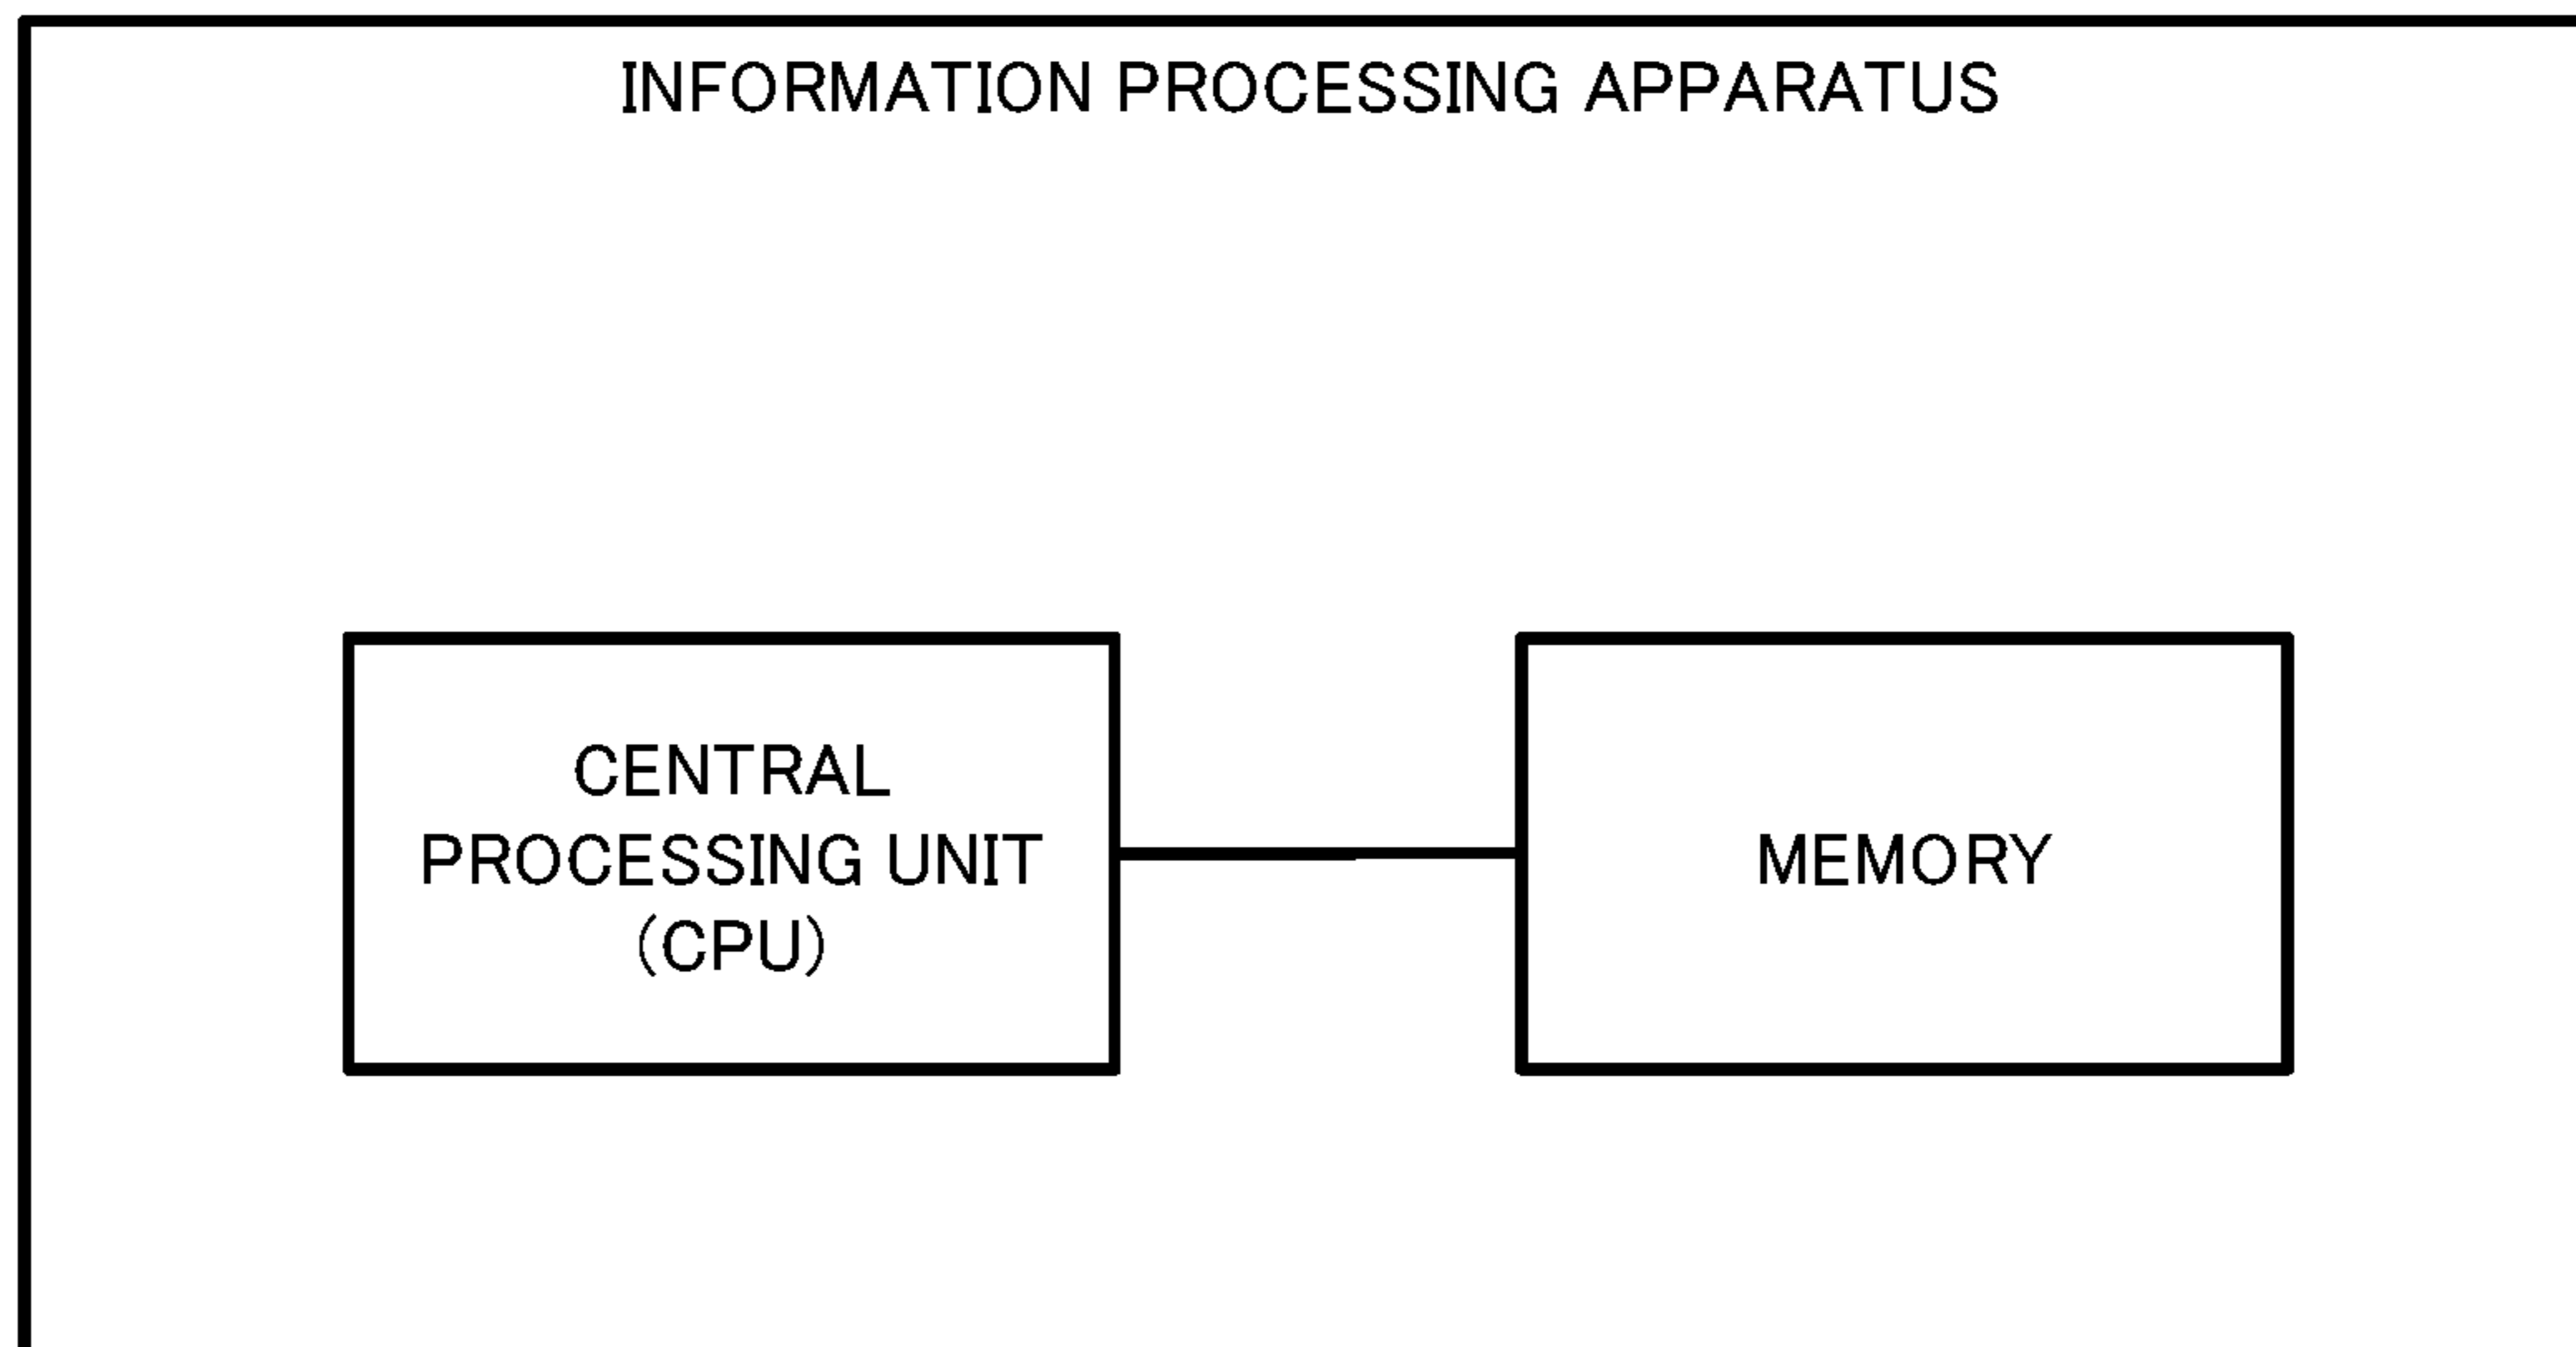 INFORMATION PROCESSING APPARATUS
CENTRAL
PROCESSING UNIT
(CPU)
MEMORY